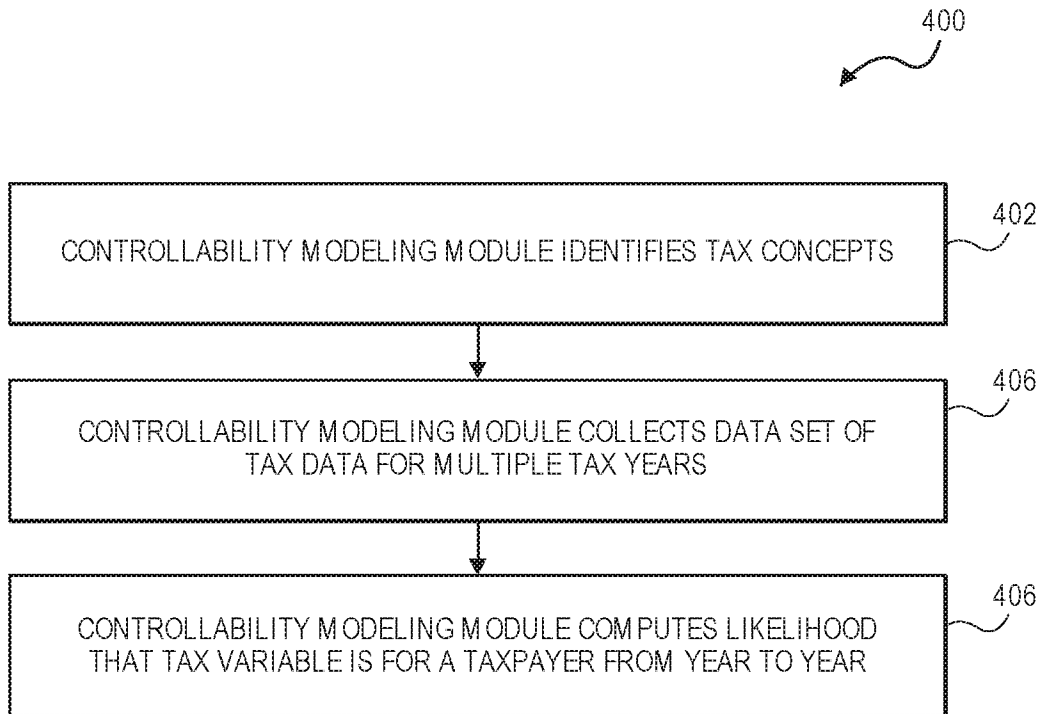 400
CONTROLLABILITY MODELING MODULE IDENTIFIES TAX CONCEPTS
402
CONTROLLABILITY MODELING MODULE COLLECTS DATA SET OF
TAX DATA FOR MULTIPLE TAX YEARS
406
CONTROLLABILITY MODELING MODULE COMPUTES LIKELIHOOD
THAT TAX VARIABLE IS FOR A TAXPAYER FROM YEAR TO YEAR
406